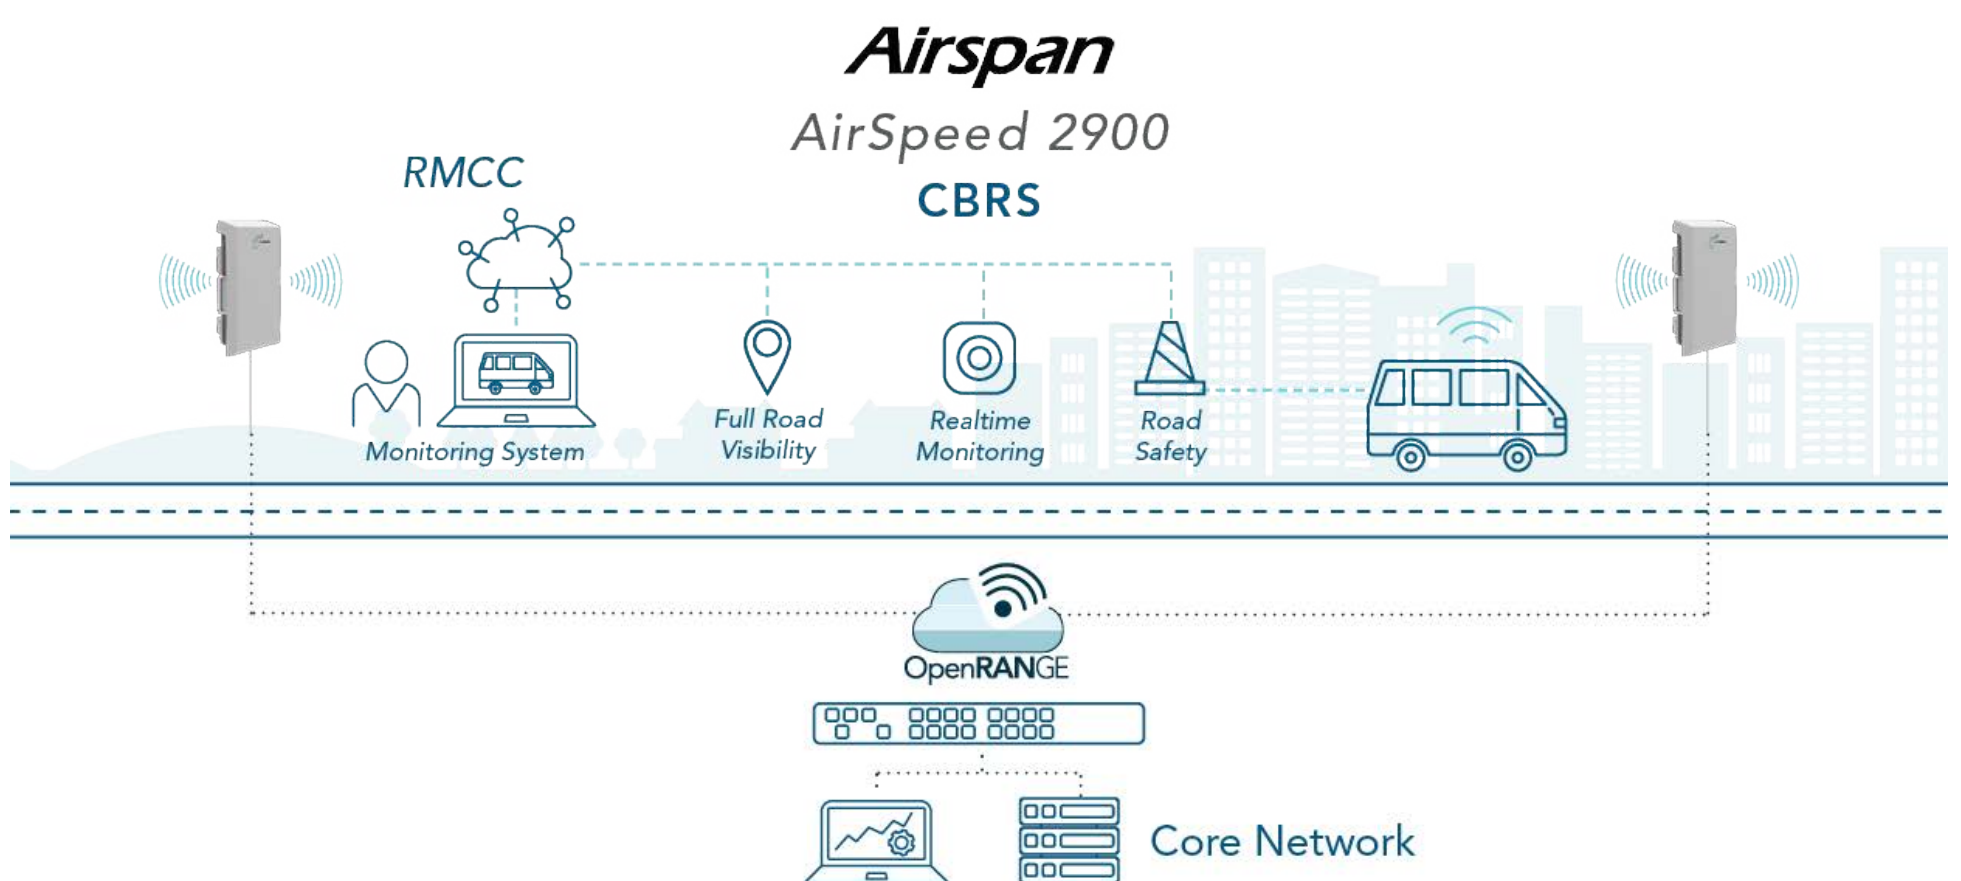 Airspan
AirSpeed 2900
CBRS
RMCC
Monitoring System
Full Road
Visibility
Realtime
Monitoring
Road
Safety
OpenRANGE
Core Network